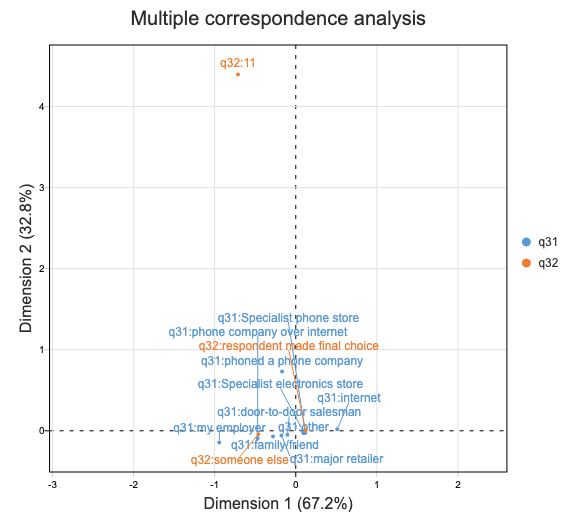 Multiple correspondence analysis
q32:11
4
3
2
1
0
Dimension 2 (32.8%)
q31:Specialist phone store
q31:phone company over internet
q32:respondent made final choice
q31:phoned a phone company
q31:Specialist electronics store
q31:internet
q31:door-to-door salesman
q31:my employer
q31:other
q31:family/friend
q32:someone else
q31:major retailer
-3
-2
-1
0
1
2
Dimension 1 (67.2%)
q31
q32